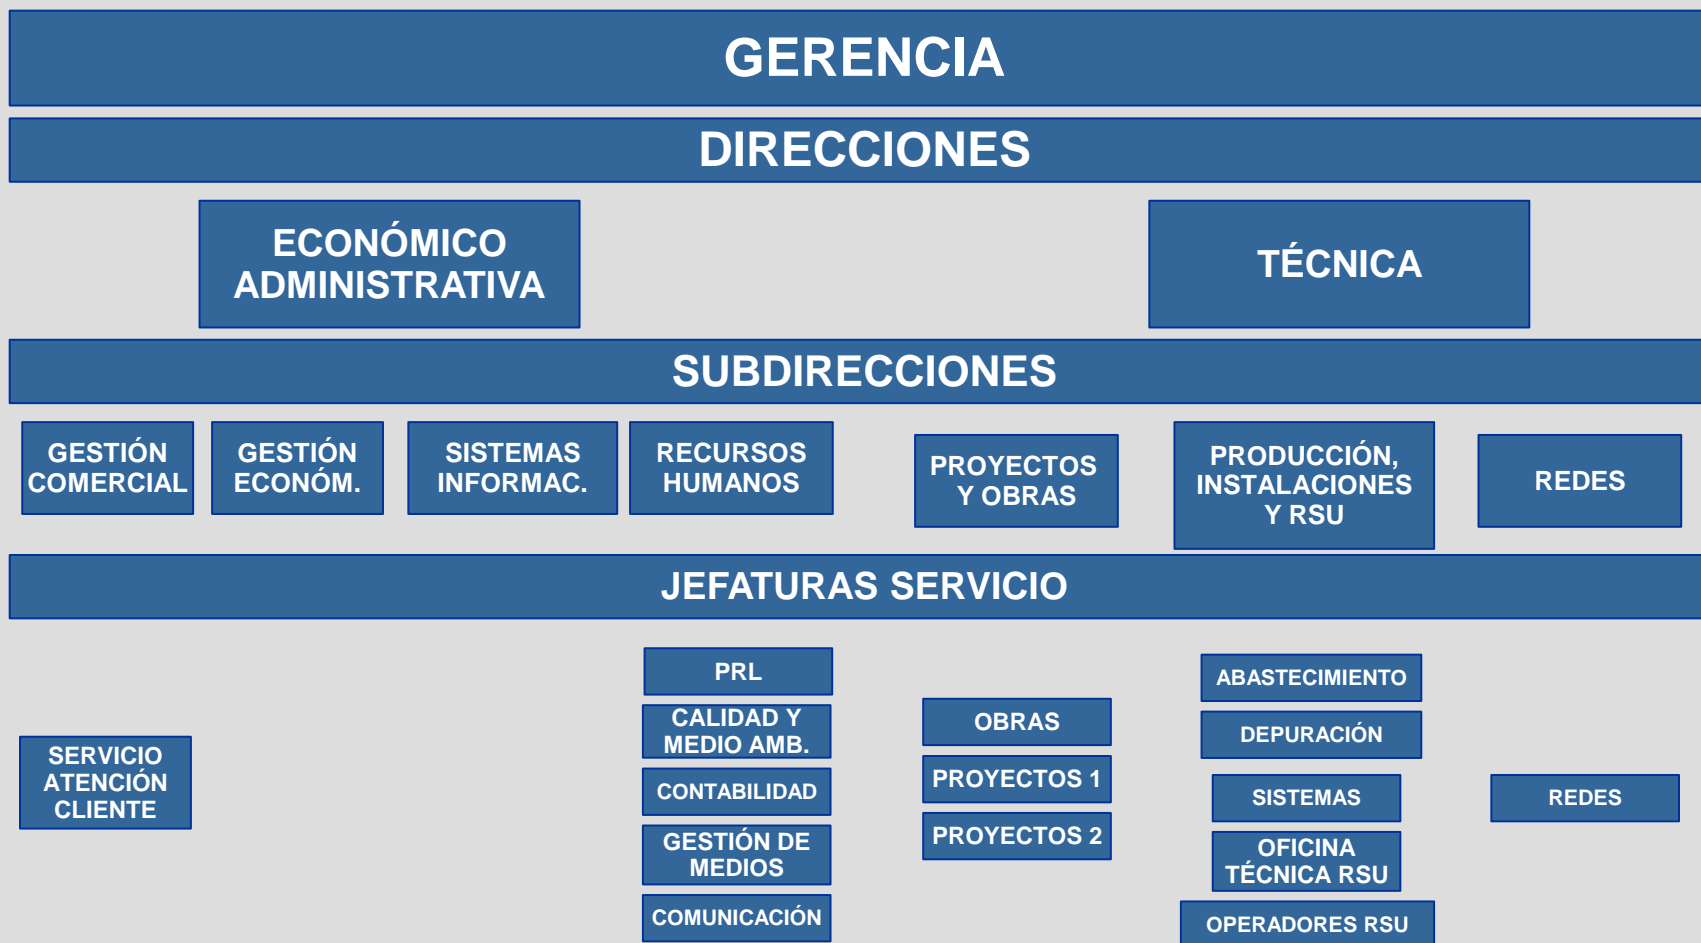 GERENCIA
DIRECCIONES
ECONÓMICO
ADMINISTRATIVA
TÉCNICA
SUBDIRECCIONES
GESTIÓN
COMERCIAL
GESTIÓN
ECONÓM.
SISTEMAS
INFORMAC.
RECURSOS
HUMANOS
PROYECTOS
Y OBRAS
PRODUCCIÓN,
INSTALACIONES
Y RSU
REDES
JEFATURAS SERVICIO
SERVICIO
ATENCIÓN
CLIENTE
PRL
CALIDAD Y
MEDIO AMB.
CONTABILIDAD
GESTIÓN DE
MEDIOS
COMUNICACIÓN
OBRAS
PROYECTOS 1
PROYECTOS 2
ABASTECIMIENTO
DEPURACIÓN
SISTEMAS
OFICINA
TÉCNICA RSU
OPERADORES RSU
REDES